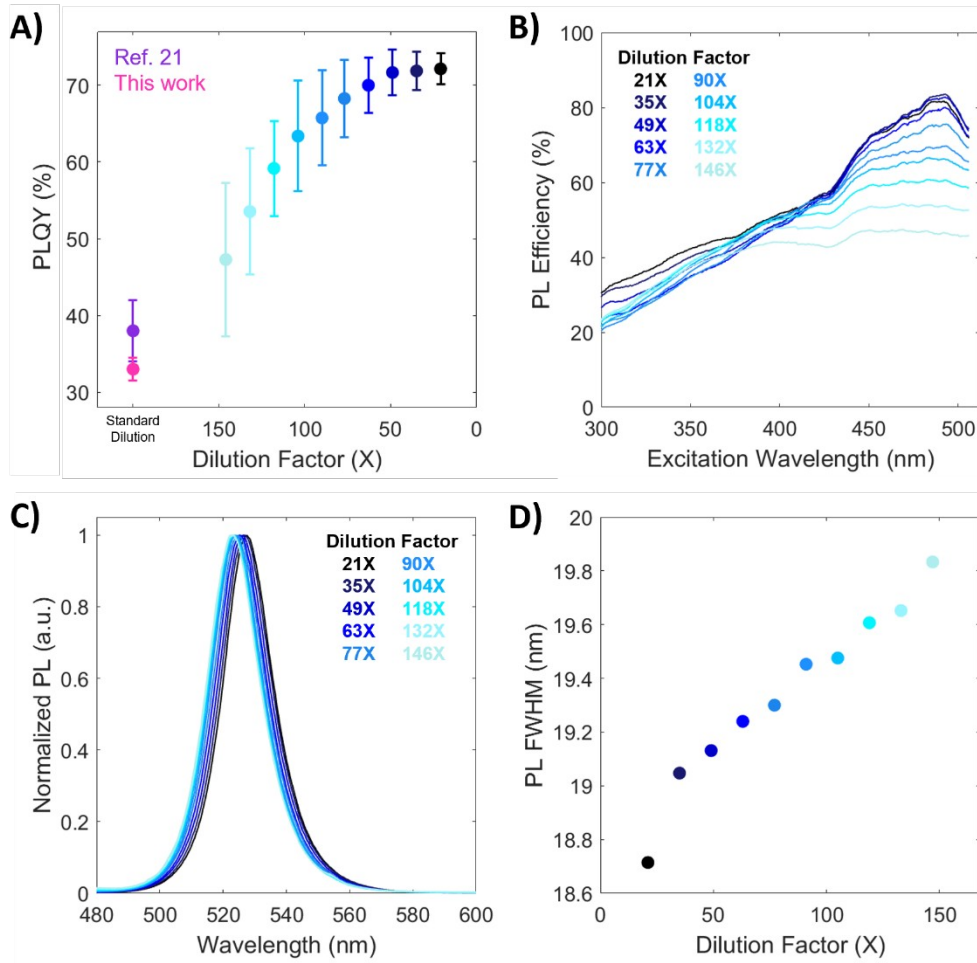 A)
Ref. 21
This work
PLQY (%)
70
60
50
40
30
Standard
Dilution
150
100
50
0
Dilution Factor (X)
B)
PL Efficiency (%)
100
80
60
40
20
0
Dilution Factor
21X 90X
35X 104X
49X 118X
63X 132X
77X 146X
300 350 400 450 500
Excitation Wavelength (nm)
C)
Normalized PL (a.u.)
1
0.8
0.6
0.4
0.2
0
Dilution Factor
21X 90X
35X 104X
49X 118X
63X 132X
77X 146X
480 500 520 540 560 580 600
Wavelength (nm)
D)
PL FWHM (nm)
20
19.8
19.6
19.4
19.2
19
18.8
18.6
0 50 100 150
Dilution Factor (X)